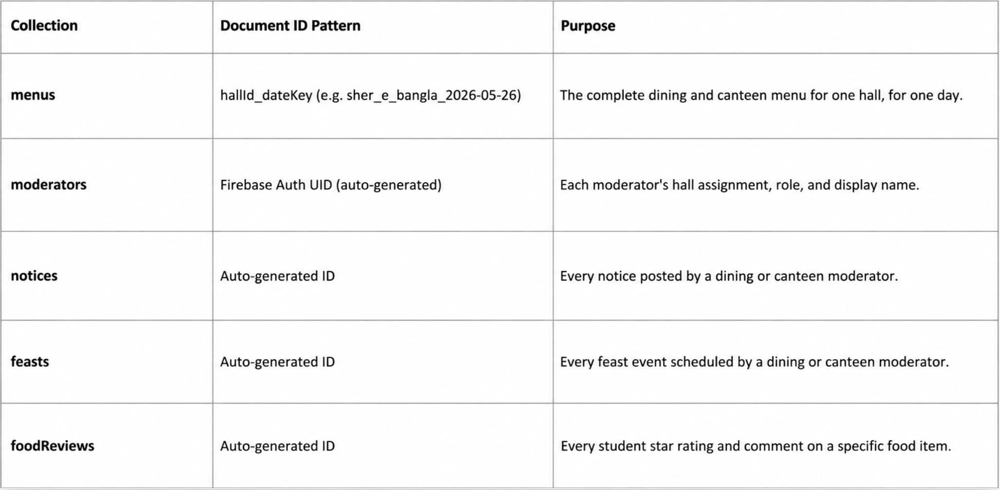 Collection Document ID Pattern Purpose
menus hallId_dateKey (e.g. sher_e_bangla_2026-05-26) The complete dining and canteen menu for one hall, for one day.
moderators Firebase Auth UID (auto-generated) Each moderator's hall assignment, role, and display name.
notices Auto-generated ID Every notice posted by a dining or canteen moderator.
feasts Auto-generated ID Every feast event scheduled by a dining or canteen moderator.
foodReviews Auto-generated ID Every student star rating and comment on a specific food item.